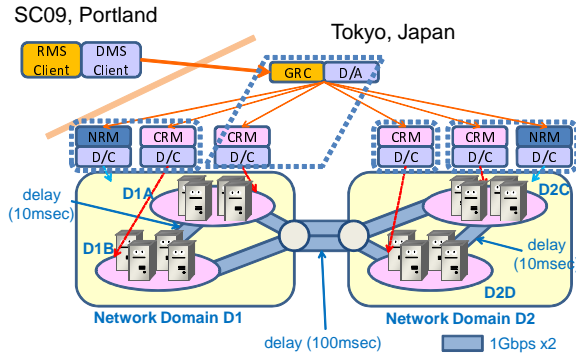 SC09, Portland
Tokyo, Japan
RMS
Client
DMS
Client
GRC
D/A
NRM
D/C
CRM
D/C
CRM
D/C
CRM
D/C
CRM
D/C
NRM
D/C
delay
(10msec)
D1A
D1B
D2C
delay
(10msec)
D2D
Network Domain D1
Network Domain D2
delay (100msec)
1Gbps x2